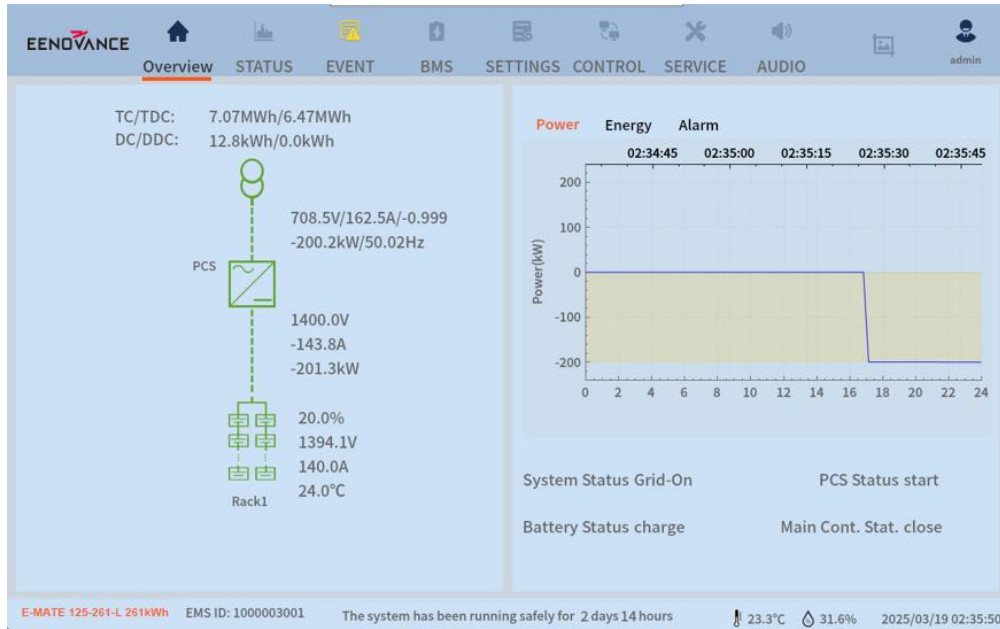 EENOVANCE
Overview STATUS EVENT BMS SETTINGS CONTROL SERVICE AUDIO admin
TC/TDC: 7.07MWh/6.47MWh
DC/DDC: 12.8kWh/0.0kWh
708.5V/162.5A/-0.999
-200.2kW/50.02Hz
PCS
1400.0V
-143.8A
-201.3kW
20.0%
1394.1V
140.0A
24.0°C
Rack1
Power Energy Alarm
02:34:45 02:35:00 02:35:15 02:35:30 02:35:45
Power(kW)
200
100
0
-100
-200
0 2 4 6 8 10 12 14 16 18 20 22 24
System Status Grid-On PCS Status start
Battery Status charge Main Cont. Stat. close
E-MATE 125-261-L 261kWh EMS ID: 1000003001 The system has been running safely for 2 days 14 hours 23.3°C 31.6% 2025/03/19 02:35:50